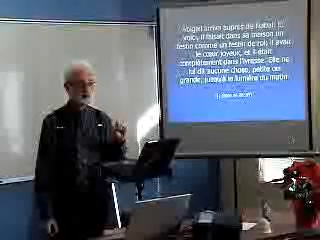 Abigaïl arriva auprès de Nabal. Et
voici, il faisait dans sa maison un
festin comme un festin de roi; il avait
le cœur joyeux, et il était
complètement dans l'ivresse. Elle ne
lui dit aucune chose, petite ou
grande, jusqu'à la lumière du matin.